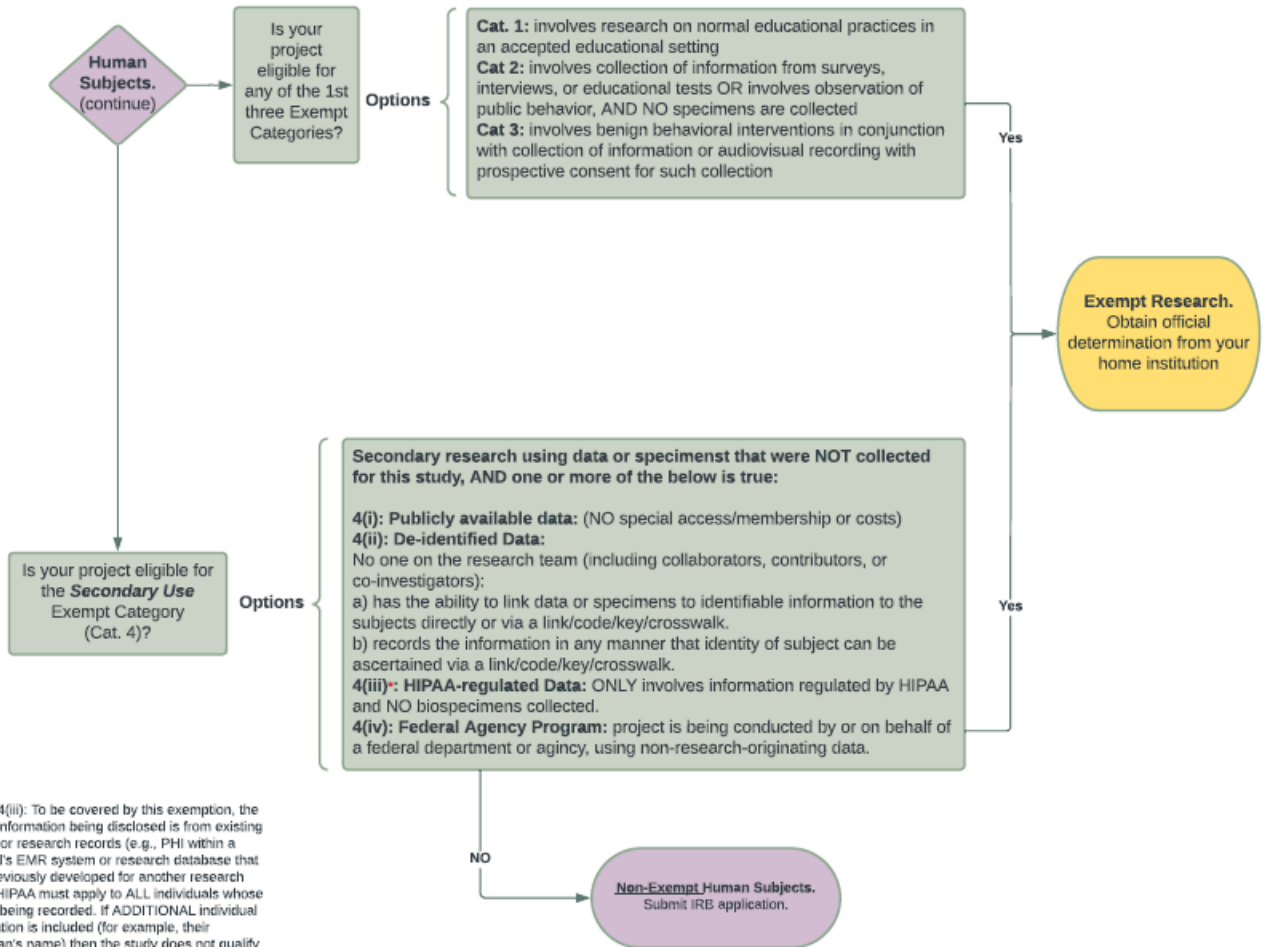 Human
Subjects.
(continue)
Is your
project
eligible for
any of the 1st
three Exempt
Categories?
Options
Cat. 1: involves research on normal educational practices in
an accepted educational setting
Cat 2: involves collection of information from surveys,
interviews, or educational tests OR involves observation of
public behavior, AND NO specimens are collected
Cat 3: involves benign behavioral interventions in conjunction
with collection of information or audiovisual recording with
prospective consent for such collection
Yes
Exempt Research.
Obtain official
determination from your
home institution
Is your project eligible for
the Secondary Use
Exempt Category
(Cat. 4)?
Options
Secondary research using data or specimenst that were NOT collected
for this study, AND one or more of the below is true:
4(i): Publicly available data: (NO special access/membership or costs)
4(ii): De-identified Data:
No one on the research team (including collaborators, contributors, or
co-investigators):
a) has the ability to link data or specimens to identifiable information to the
subjects directly or via a link/code/key/crosswalk.
b) records the information in any manner that identity of subject can be
ascertained via a link/code/key/crosswalk.
4(iii)*: HIPAA-regulated Data: ONLY involves information regulated by HIPAA
and NO biospecimens collected.
4(iv): Federal Agency Program: project is being conducted by or on behalf of
a federal department or agincy, using non-research-originating data.
Yes
NO
Non-Exempt Human Subjects.
Submit IRB application.
4(iii): To be covered by this exemption, the
information being disclosed is from existing
or research records (e.g., PHI within a
l's EMR system or research database that
eviously developed for another research
HIPAA must apply to ALL individuals whose
being recorded. If ADDITIONAL individual
tion is included (for example, their
an's name) then the study does not qualify